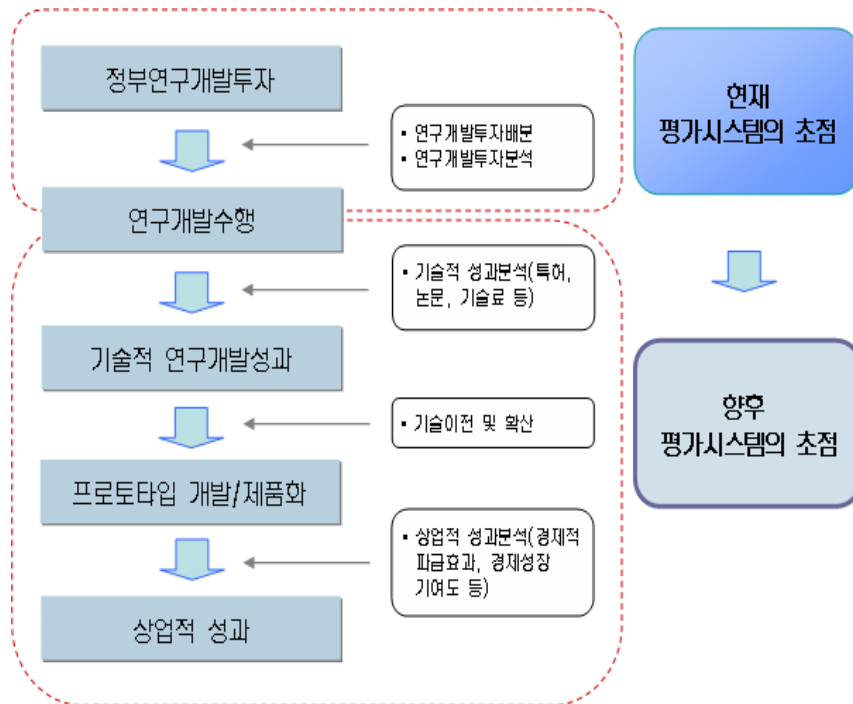 정부연구개발투자
▪ 연구개발투자배분
▪ 연구개발투자분석
연구개발수행
▪ 기술적 성과분석(특허,
논문, 기술료 등)
기술적 연구개발성과
▪ 기술이전 및 확산
프로토타입 개발/제품화
▪ 상업적 성과분석(경제적
파급효과, 경제성장
기여도 등)
상업적 성과
현재
평가시스템의 초점
향후
평가시스템의 초점